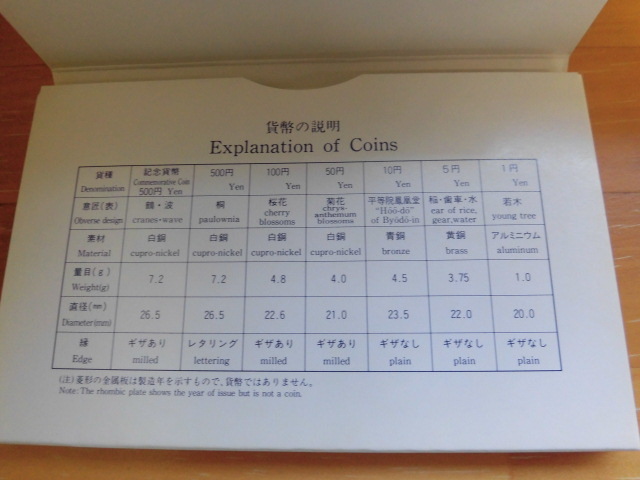 貨幣の説明
Explanation of Coins
貨種 記念貨幣 500円 100円 50円 10円 5円 1円
Denomination Commemorative Coin 500円 Yen Yen Yen Yen Yen Yen Yen
意匠(表) 鶴・波 桐 桜花 菊花 平等院鳳凰堂 稲・歯車・水 若木
Obverse design cranes・wave paulownia cherry blossoms chrys-anthemum blossoms "Hōō-dō" of Byōdō-in ear of rice, gear,water young tree
素材 白銅 白銅 白銅 白銅 青銅 黄銅 アルミニウム
Material cupro-nickel cupro-nickel cupro-nickel cupro-nickel bronze brass aluminum
量目(g) 7.2 7.2 4.8 4.0 4.5 3.75 1.0
Weight(g)
直径(mm) 26.5 26.5 22.6 21.0 23.5 22.0 20.0
Diameter(mm)
縁 ギザあり レタリング ギザあり ギザあり ギザなし ギザなし ギザなし
Edge milled lettering milled milled plain plain plain
(注)菱形の金属板は製造年を示すもので、貨幣ではありません。
Note: The rhombic plate shows the year of issue but is not a coin.